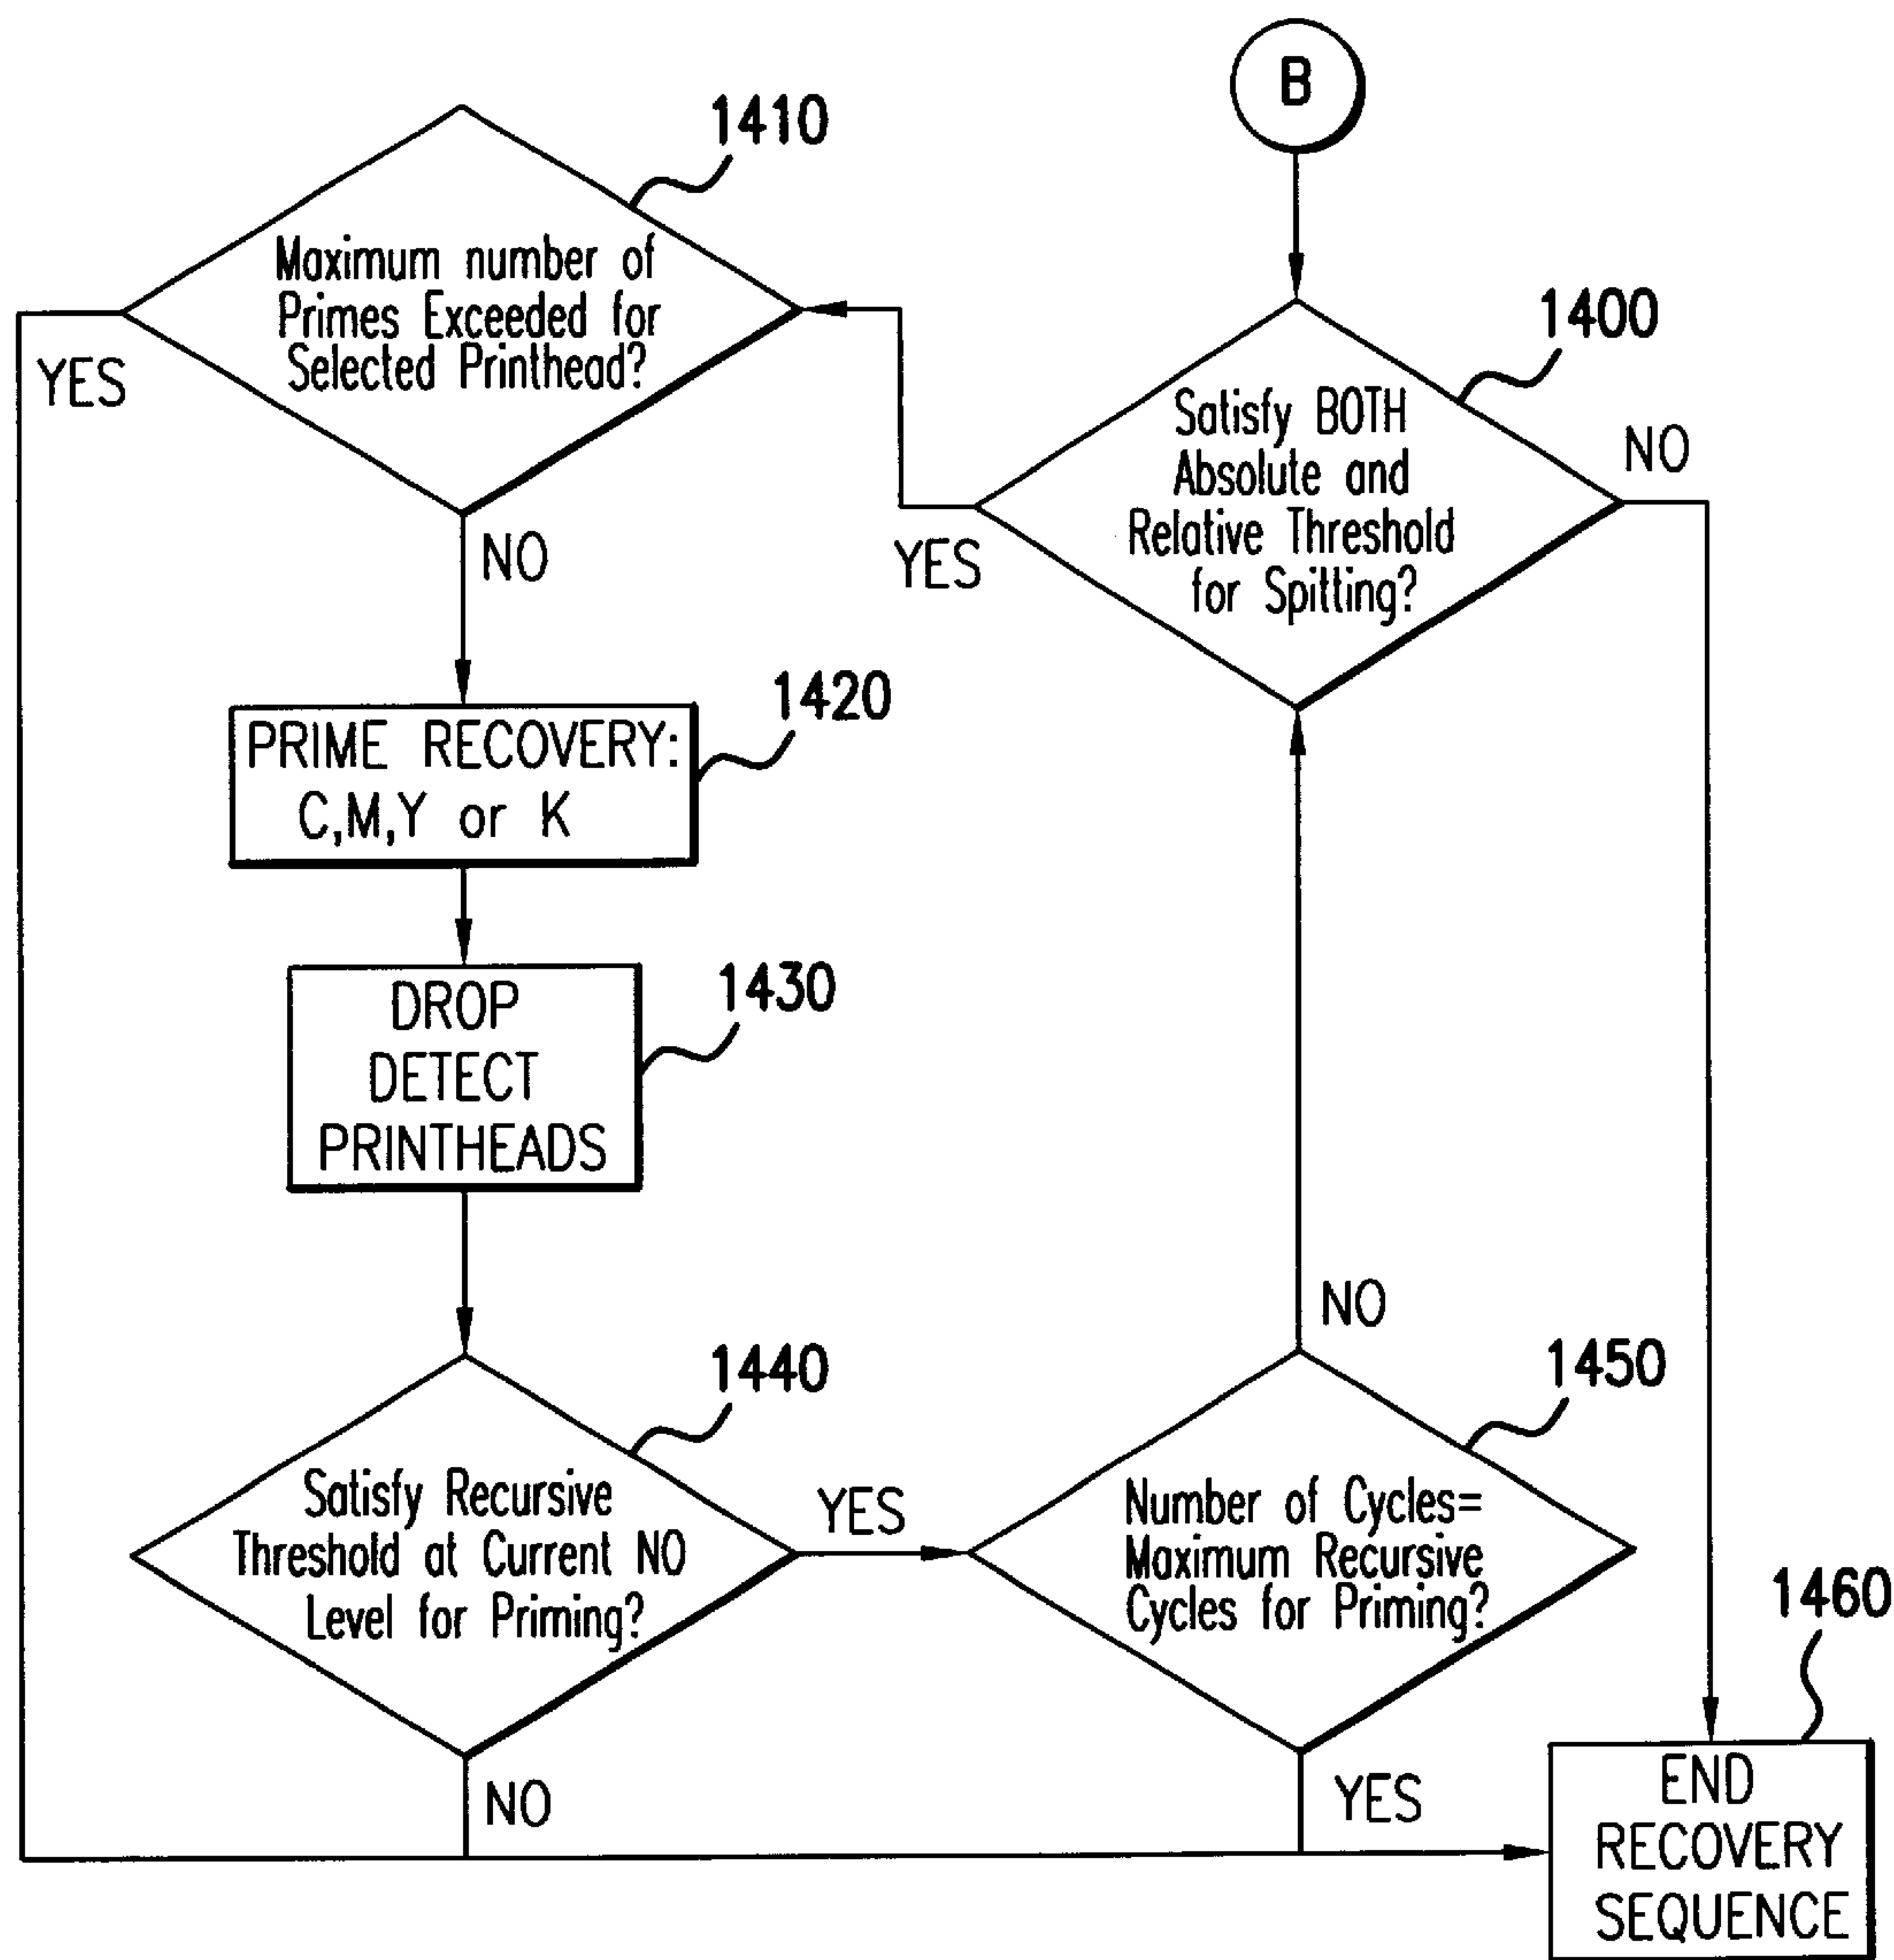 B
1400
Satisfy BOTH
Absolute and
Relative Threshold
for Spitting?
NO
YES
1410
Maximum number of
Primes Exceeded for
Selected Printhead?
YES
NO
1420
PRIME RECOVERY:
C,M,Y or K
1430
DROP
DETECT
PRINTHEADS
1440
Satisfy Recursive
Threshold at Current NO
Level for Priming?
YES
NO
1450
Number of Cycles=
Maximum Recursive
Cycles for Priming?
NO
YES
1460
END
RECOVERY
SEQUENCE